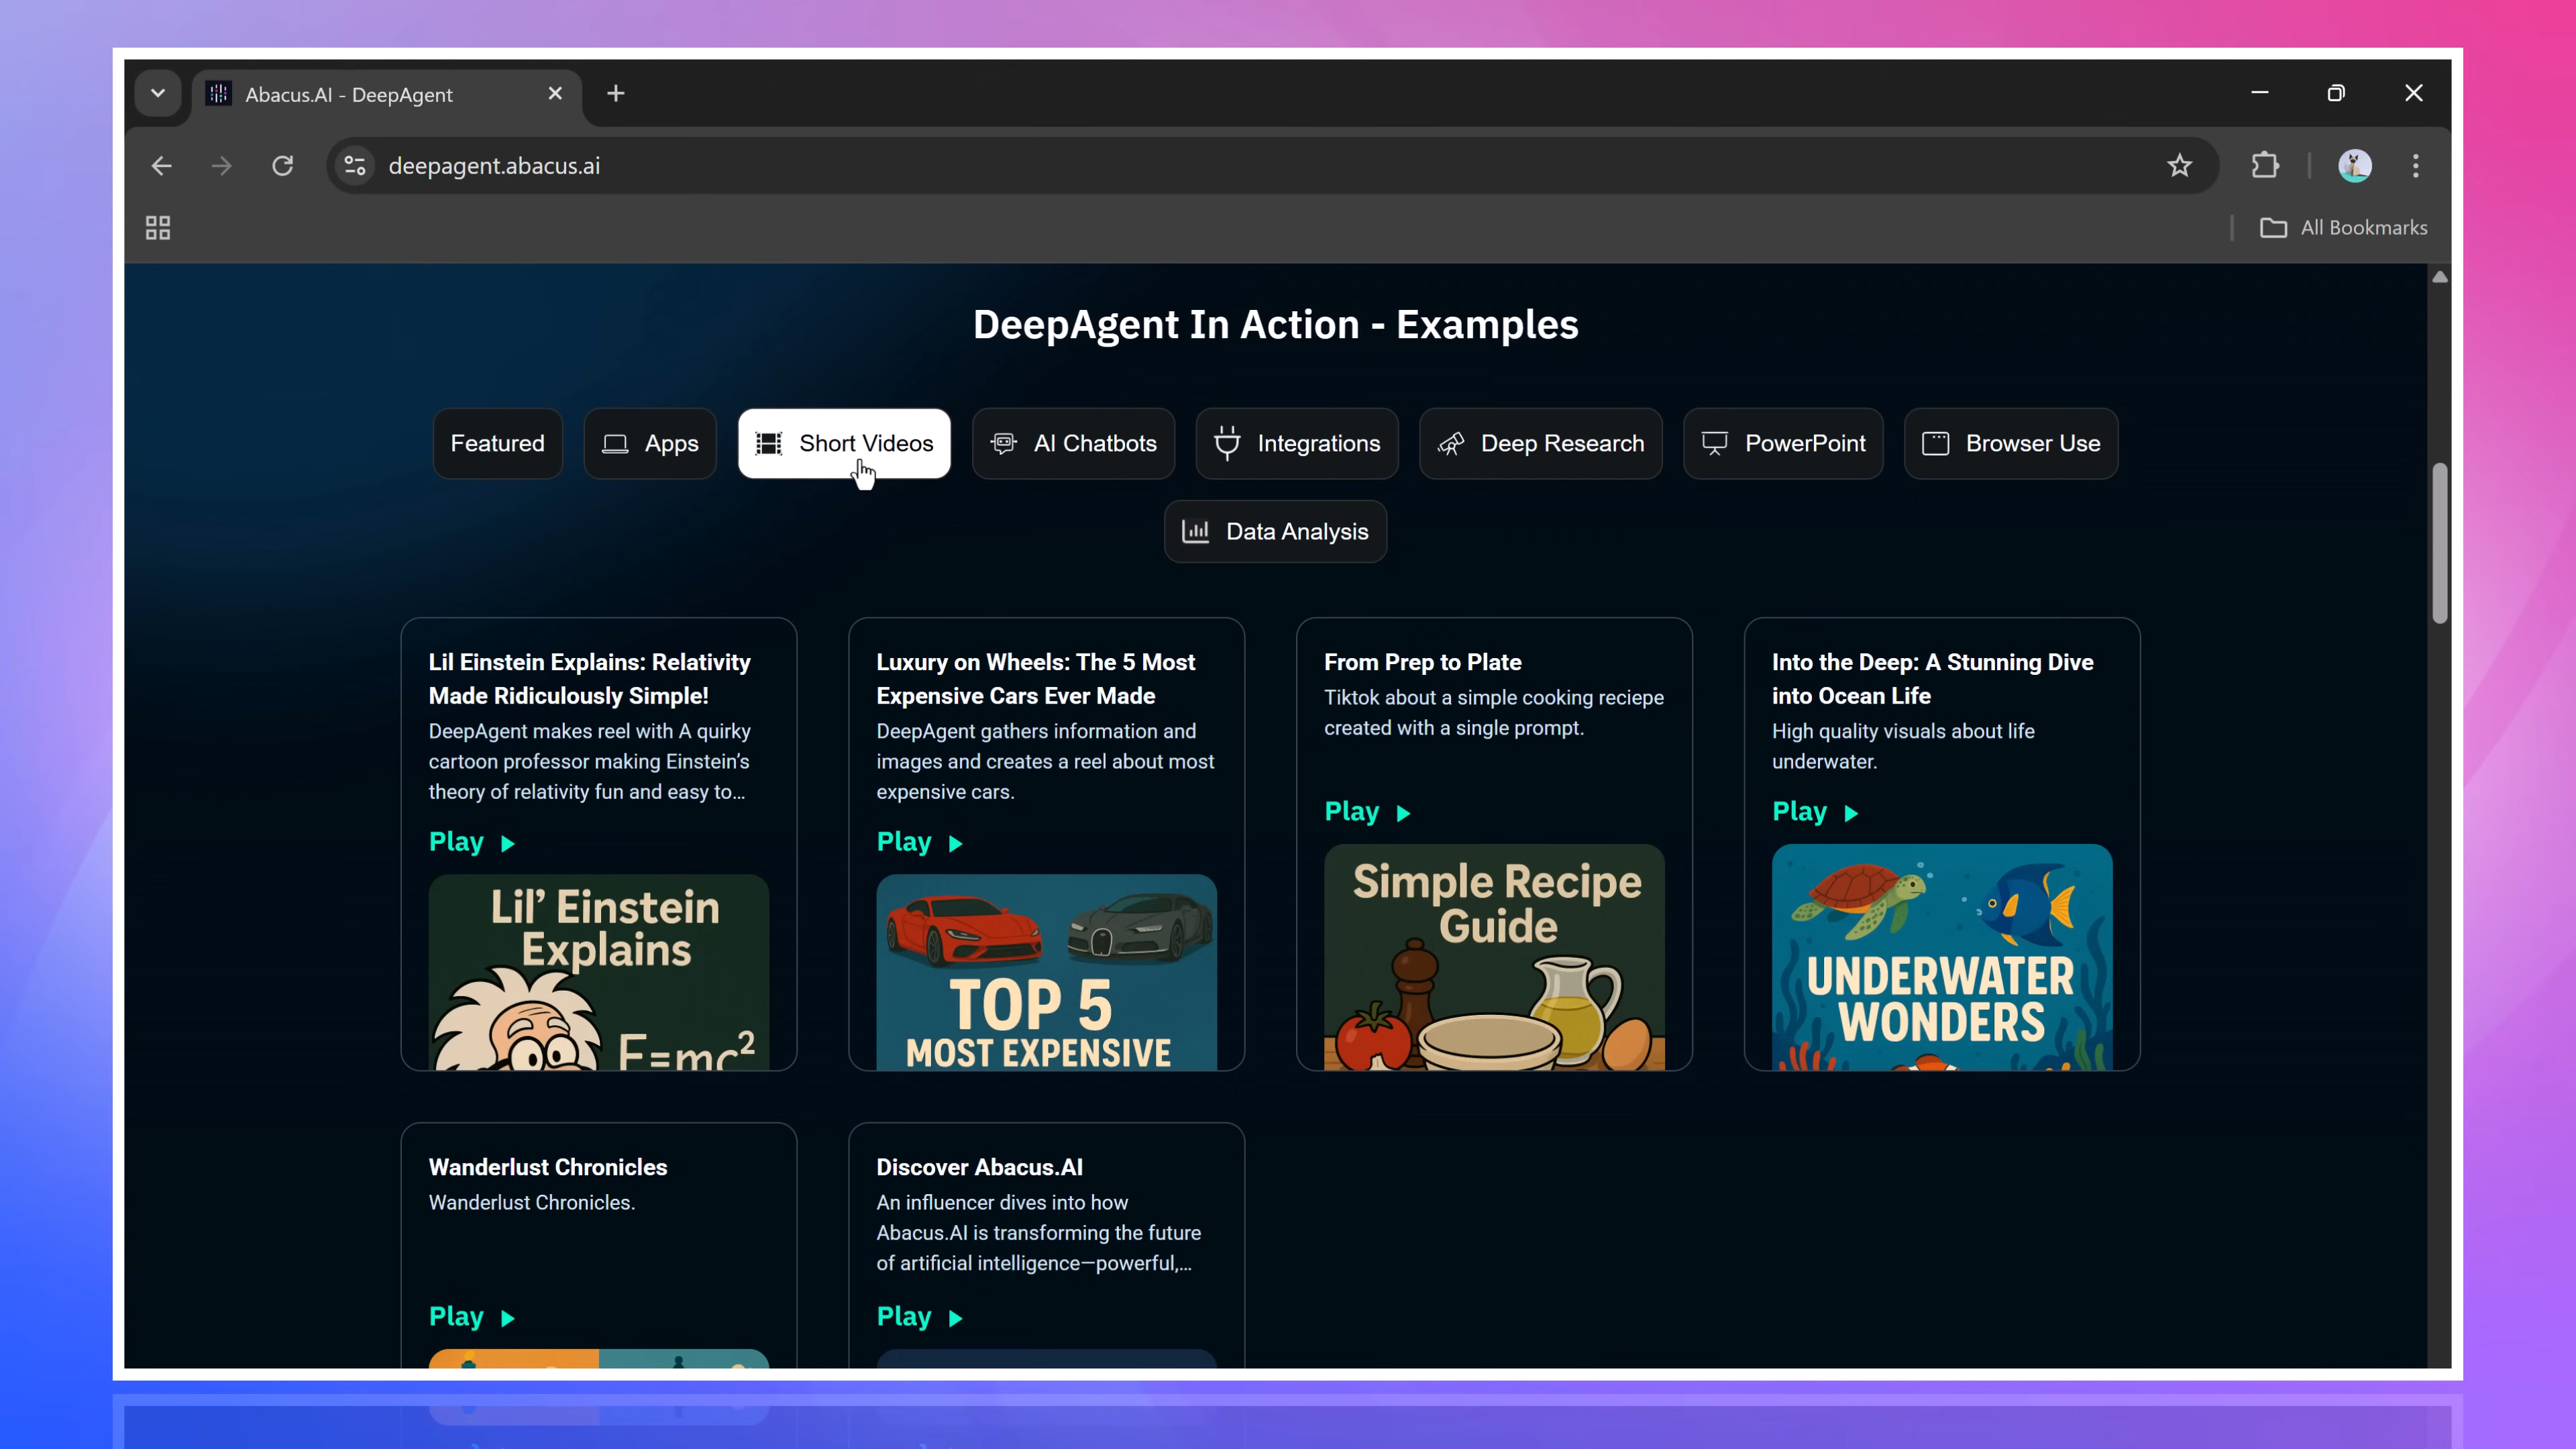 Abacus.AI - DeepAgent
deepagent.abacus.ai
All Bookmarks
DeepAgent In Action - Examples
Featured
Apps
Short Videos
AI Chatbots
Integrations
Deep Research
PowerPoint
Browser Use
Data Analysis
Lil Einstein Explains: Relativity
Made Ridiculously Simple!
DeepAgent makes reel with A quirky
cartoon professor making Einstein's
theory of relativity fun and easy to...
Play
Lil' Einstein
Explains
E=mc²
Luxury on Wheels: The 5 Most
Expensive Cars Ever Made
DeepAgent gathers information and
images and creates a reel about most
expensive cars.
Play
TOP 5
MOST EXPENSIVE
From Prep to Plate
Tiktok about a simple cooking reciepe
created with a single prompt.
Play
Simple Recipe
Guide
Into the Deep: A Stunning Dive
into Ocean Life
High quality visuals about life
underwater.
Play
UNDERWATER
WONDERS
Wanderlust Chronicles
Wanderlust Chronicles.
Play
Discover Abacus.AI
An influencer dives into how
Abacus.AI is transforming the future
of artificial intelligence—powerful,...
Play